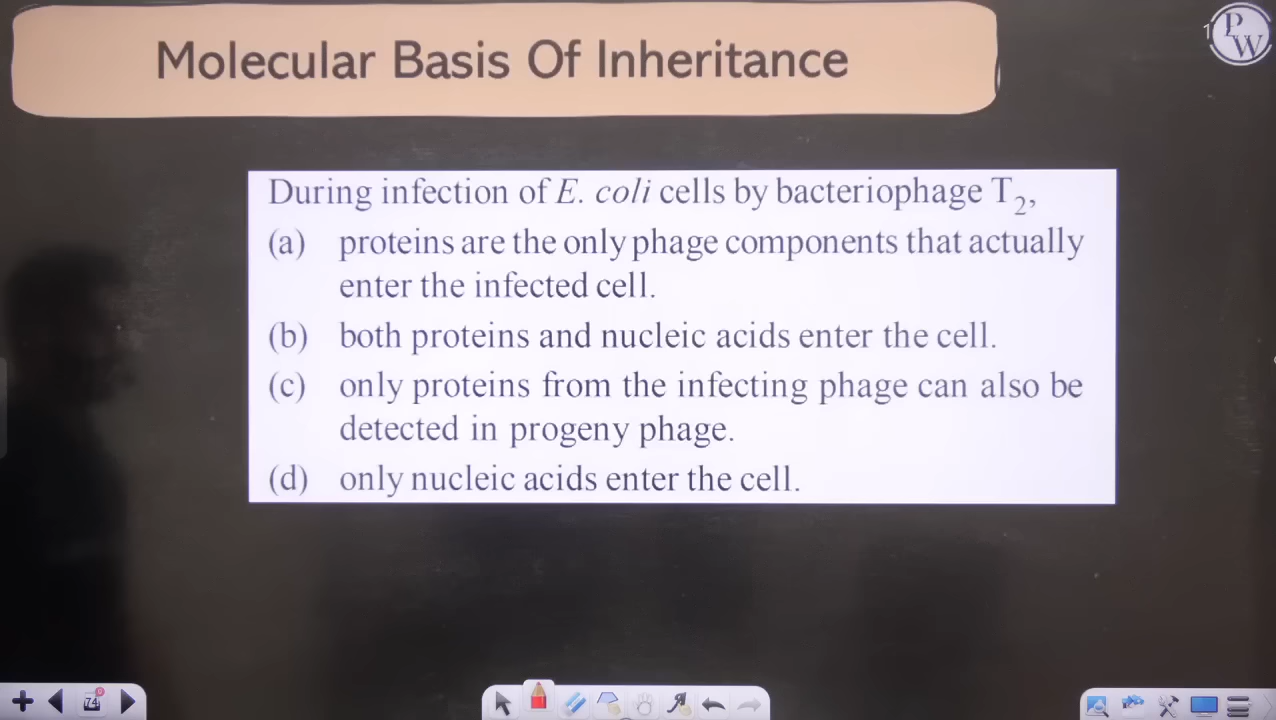 Molecular Basis Of Inheritance
1
P
W
During infection of E. coli cells by bacteriophage T₂,
(a) proteins are the only phage components that actually
enter the infected cell.
(b) both proteins and nucleic acids enter the cell.
(c) only proteins from the infecting phage can also be
detected in progeny phage.
(d) only nucleic acids enter the cell.
74